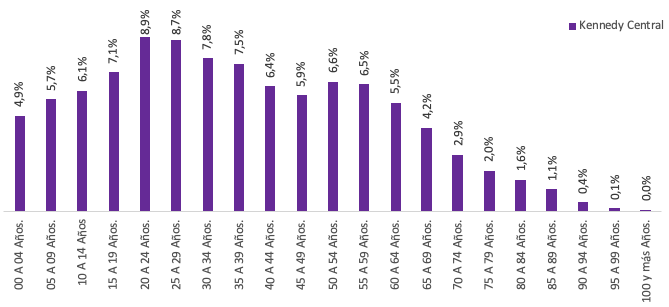 Kennedy Central
4,9%
5,7%
6,1%
7,1%
8,9%
8,7%
7,8%
7,5%
6,4%
5,9%
6,6%
6,5%
5,5%
4,2%
2,9%
2,0%
1,6%
1,1%
0,4%
0,1%
0,0%
00 A 04 Años.
05 A 09 Años.
10 A 14 Años
15 A 19 Años.
20 A 24 Años.
25 A 29 Años.
30 A 34 Años.
35 A 39 Años.
40 A 44 Años.
45 A 49 Años.
50 A 54 Años.
55 A 59 Años.
60 A 64 Años.
65 A 69 Años.
70 A 74 Años.
75 A 79 Años.
80 A 84 Años.
85 A 89 Años.
90 A 94 Años.
95 A 99 Años.
100 y más Años.